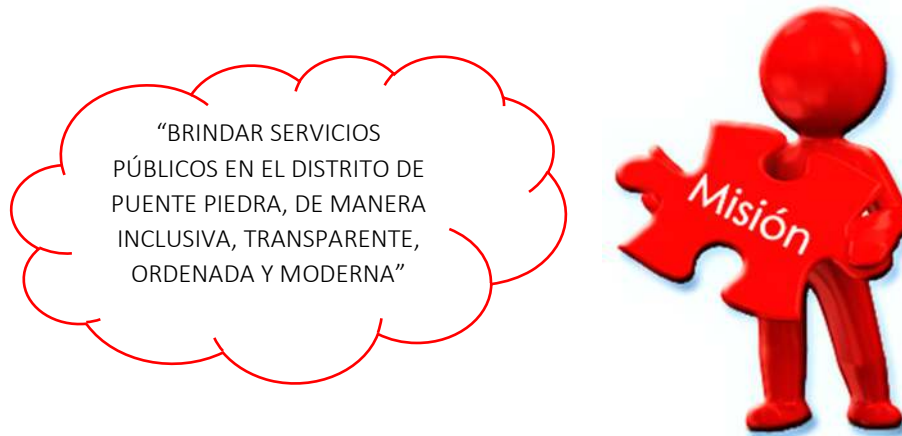 “BRINDAR SERVICIOS
PÚBLICOS EN EL DISTRITO DE
PUENTE PIEDRA, DE MANERA
INCLUSIVA, TRANSPARENTE,
ORDENADA Y MODERNA”
Misión